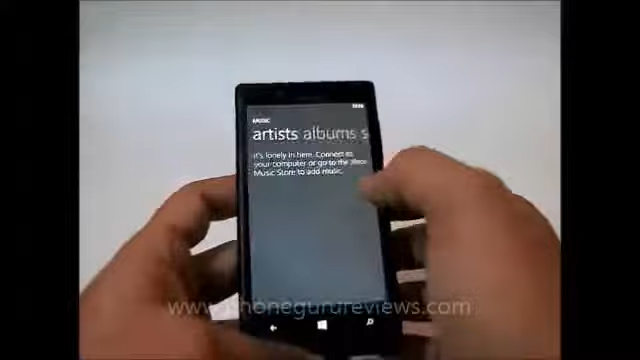 MUSIC
artists albums s
It's lonely in here. Connect to
your computer or go to the Xbox
Music Store to add music.
www.phonegurureviews.com